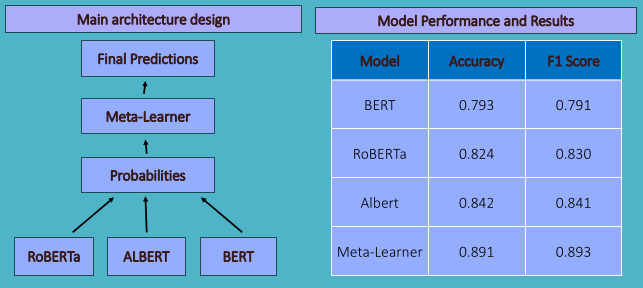 Main architecture design
Final Predictions
Meta-Learner
Probabilities
RoBERTa ALBERT BERT
Model Performance and Results
Model Accuracy F1 Score
BERT 0.793 0.791
RoBERTa 0.824 0.830
Albert 0.842 0.841
Meta-Learner 0.891 0.893